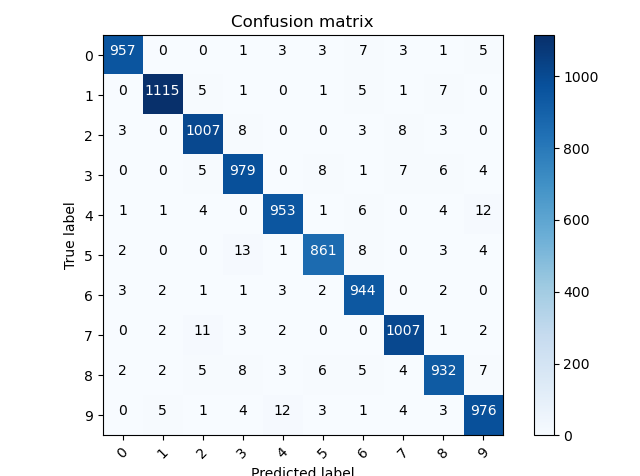 Confusion matrix
0 957 0 0 1 3 3 7 3 1 5
1 0 1115 5 1 0 1 5 1 7 0
2 3 0 1007 8 0 0 3 8 3 0
3 0 0 5 979 0 8 1 7 6 4
4 1 1 4 0 953 1 6 0 4 12
5 2 0 0 13 1 861 8 0 3 4
6 3 2 1 1 3 2 944 0 2 0
7 0 2 11 3 2 0 0 1007 1 2
8 2 2 5 8 3 6 5 4 932 7
9 0 5 1 4 12 3 1 4 3 976
0 1 2 3 4 5 6 7 8 9
True label
Predicted label
1000
800
600
400
200
0